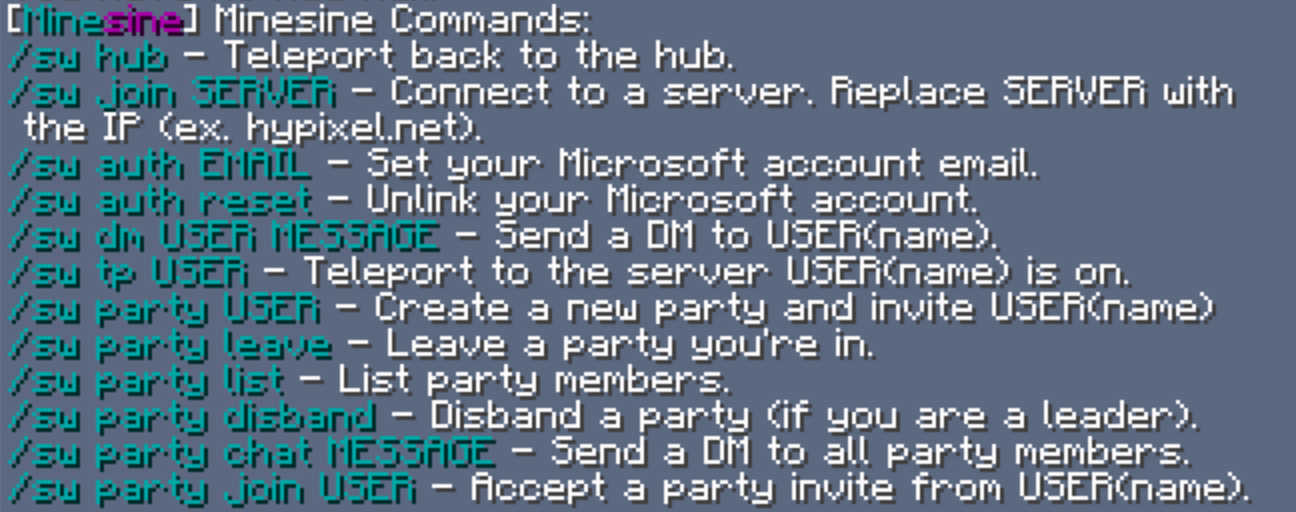 [Minesine] Minesine Commands:
/sw hub – Teleport back to the hub.
/sw join SERVER – Connect to a server. Replace SERVER with
the IP (ex. hypixel.net).
/sw auth EMAIL – Set your Microsoft account email.
/sw auth reset – Unlink your Microsoft account.
/sw dm USER MESSAGE – Send a DM to USER(name).
/sw tp USER – Teleport to the server USER(name) is on.
/sw party USER – Create a new party and invite USER(name)
/sw party leave – Leave a party you're in.
/sw party list – List party members.
/sw party disband – Disband a party (if you are a leader).
/sw party chat MESSAGE – Send a DM to all party members.
/sw party join USER – Accept a party invite from USER(name).